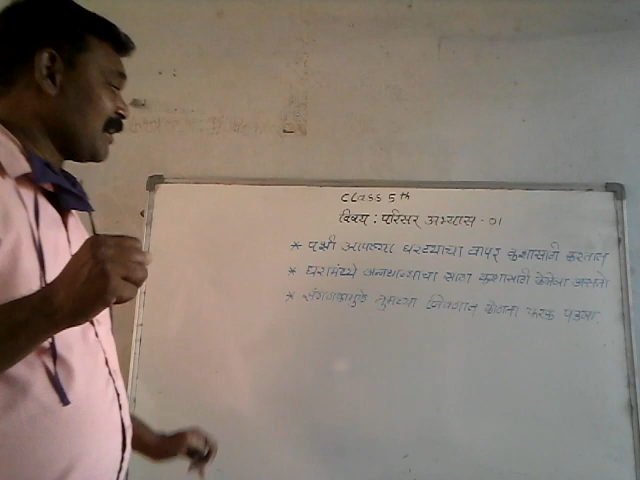 CLass 5th
विषय : परिसर अभ्यास - 01
* पक्षी आपल्या घरट्याचा वापर कशासाठी करतात
* घरामध्ये अन्नधान्याचा साठा कशासाठी केलेला असतो
* संगणकामुळे तुमच्या जिवनात कोणता फरक पडला.